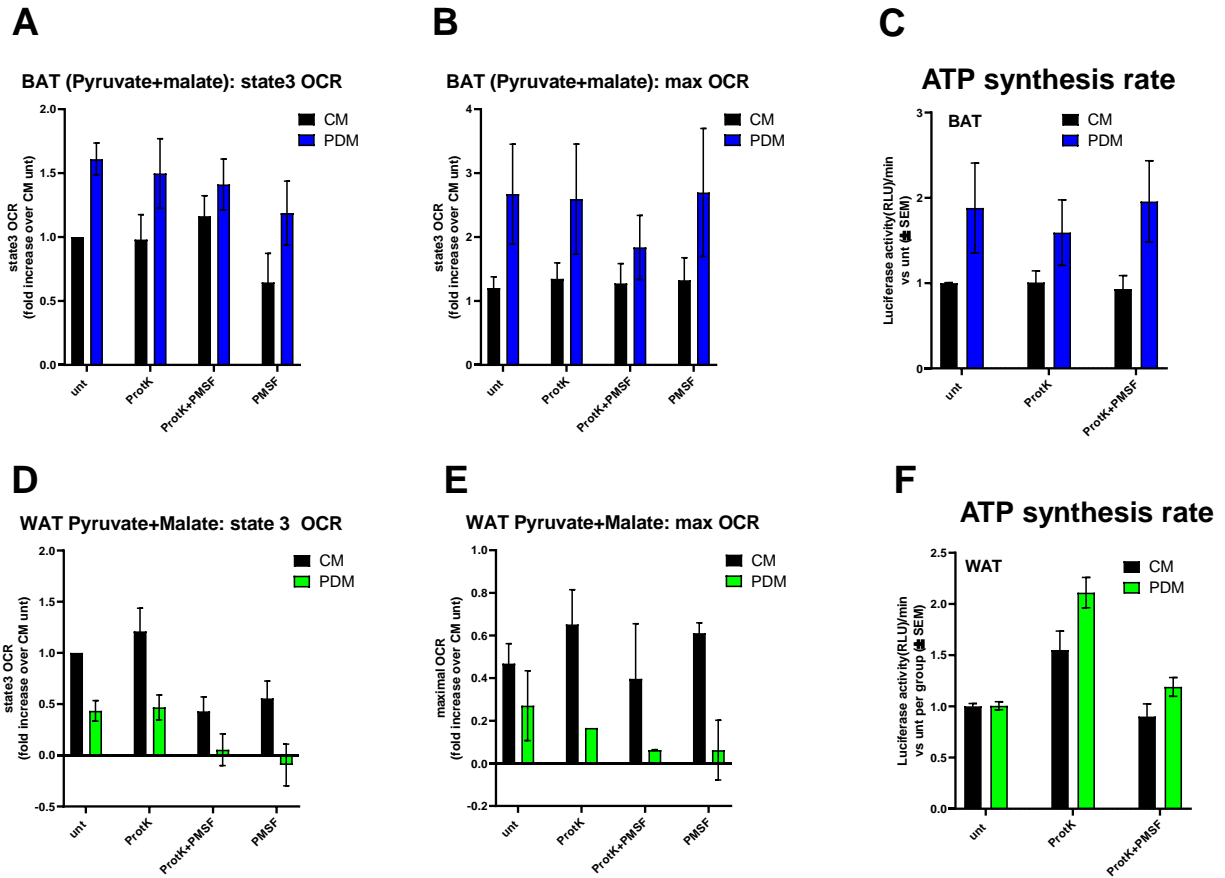 A
BAT (Pyruvate+malate): state3 OCR
state3 OCR
(fold increase over CM unt)
2.0
1.5
1.0
0.5
0.0
CM
PDM
unt
ProtK
ProtK+PMSF
PMSF
B
BAT (Pyruvate+malate): max OCR
state3 OCR
(fold increase over CM unt)
4
3
2
1
0
CM
PDM
unt
ProtK
ProtK+PMSF
PMSF
C
ATP synthesis rate
BAT
Luciferase activity(RLU)/min
vs unt (± SEM)
3
2
1
0
CM
PDM
unt
ProtK
ProtK+PMSF
D
WAT Pyruvate+Malate: state 3 OCR
state3 OCR
(fold increase over CM unt)
2.0
1.5
1.0
0.5
0.0
-0.5
CM
PDM
unt
ProtK
ProtK+PMSF
PMSF
E
WAT Pyruvate+Malate: max OCR
maximal OCR
(fold increase over CM unt)
1.0
0.8
0.6
0.4
0.2
0.0
-0.2
CM
PDM
unt
ProtK
ProtK+PMSF
PMSF
F
ATP synthesis rate
WAT
Luciferase activity(RLU)/min
vs unt per group (± SEM)
2.5
2.0
1.5
1.0
0.5
0.0
CM
PDM
unt
ProtK
ProtK+PMSF